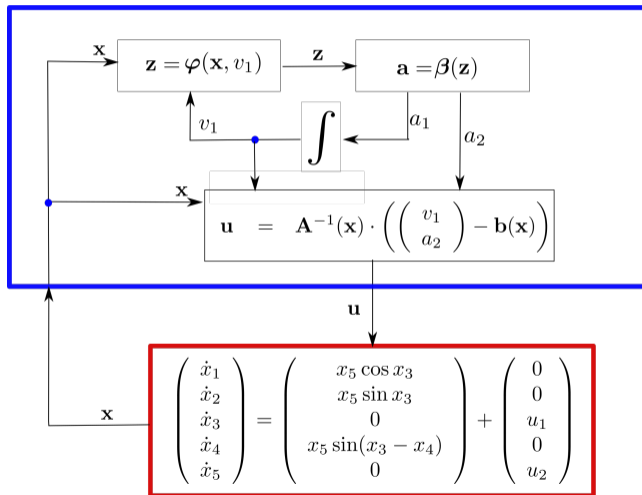 x
z = φ(x, v₁)
z
a = β(z)
v₁
∫
a₁
a₂
x
u = A⁻¹(x) · ( ( v₁ a₂ ) − b(x) )
u
x
( ẋ₁ ẋ₂ ẋ₃ ẋ₄ ẋ₅ ) = ( x₅ cos x₃ x₅ sin x₃ 0 x₅ sin(x₃ − x₄) 0 ) + ( 0 0 u₁ 0 u₂ )